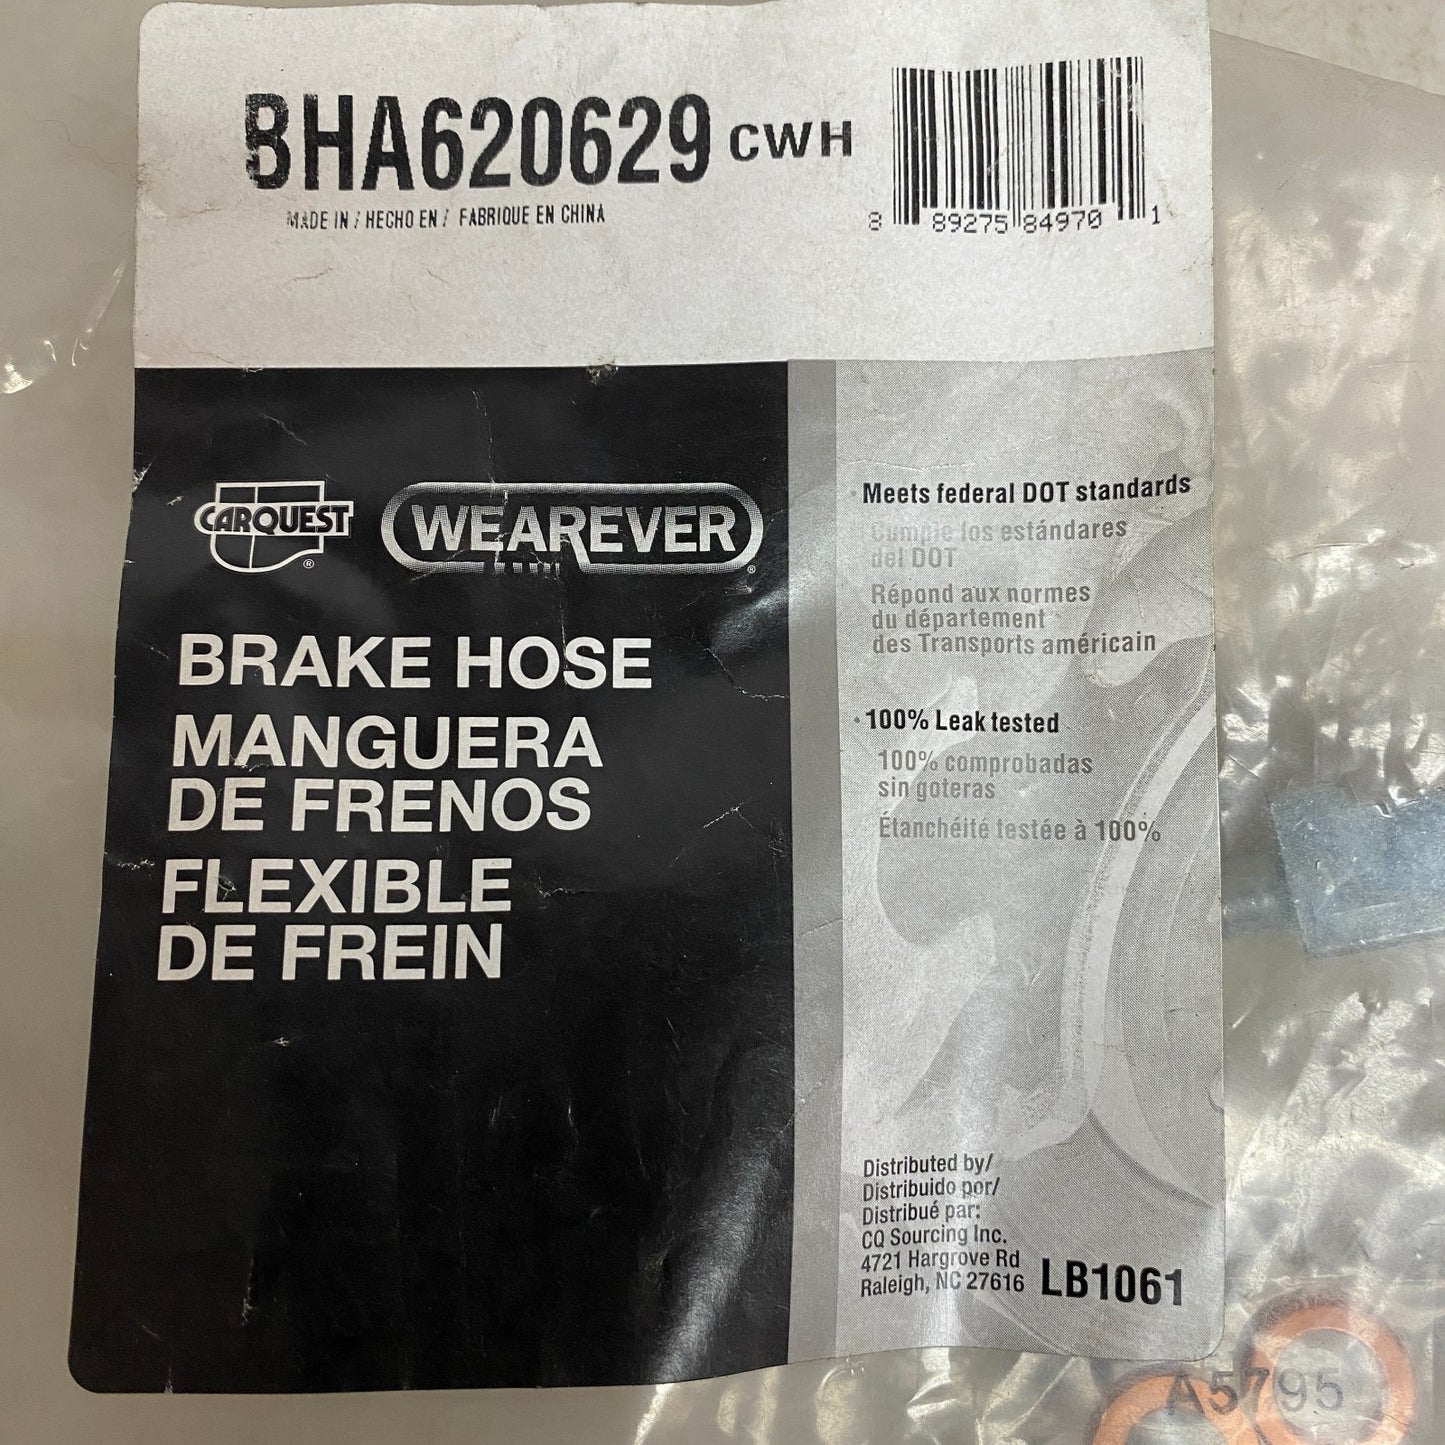 BHA620629 CWH
MADE IN / HECHO EN / FABRIQUE EN CHINA
8 89275 84970 1
CARQUEST
®
WEAREVER
®
BRAKE HOSE
MANGUERA
DE FRENOS
FLEXIBLE
DE FREIN
· Meets federal DOT standards
Cumple los estándares
del DOT
Répond aux normes
du département
des Transports américain
· 100% Leak tested
100% comprobadas
sin goteras
Étanchéité testée à 100%
Distributed by/
Distribuido por/
Distribué par:
CQ Sourcing Inc.
4721 Hargrove Rd
Raleigh, NC 27616
LB1061
A5795